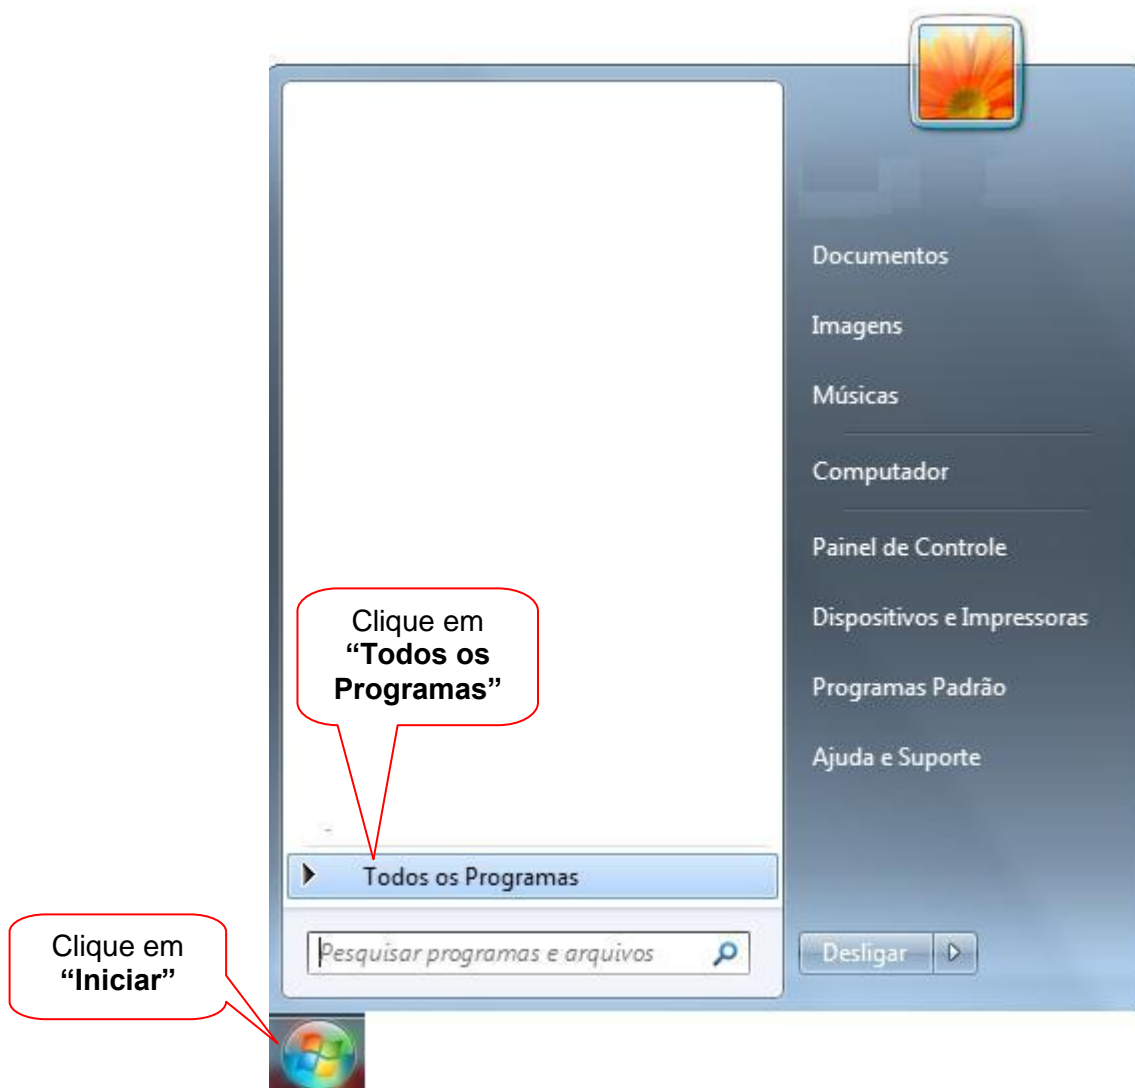 Documentos
Imagens
Músicas
Computador
Painel de Controle
Dispositivos e Impressoras
Programas Padrão
Ajuda e Suporte
Clique em
“Todos os
Programas”
Todos os Programas
Pesquisar programas e arquivos
Desligar
Clique em
“Iniciar”